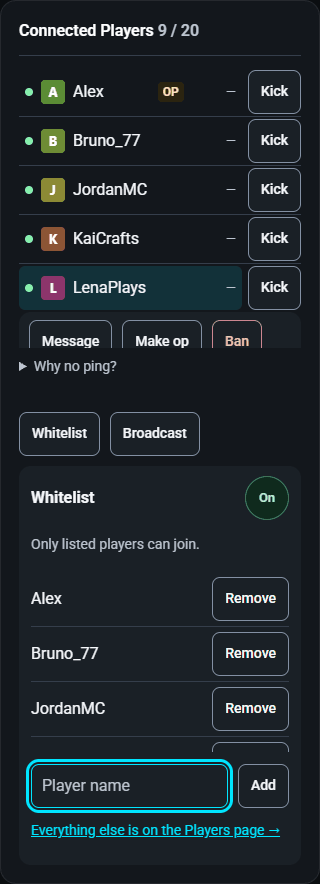 Connected Players 9 / 20
A Alex OP — Kick
B Bruno_77 — Kick
J JordanMC — Kick
K KaiCrafts — Kick
L LenaPlays — Kick
Message Make op Ban
▶ Why no ping?
Whitelist Broadcast
Whitelist On
Only listed players can join.
Alex Remove
Bruno_77 Remove
JordanMC Remove
Player name Add
Everything else is on the Players page →